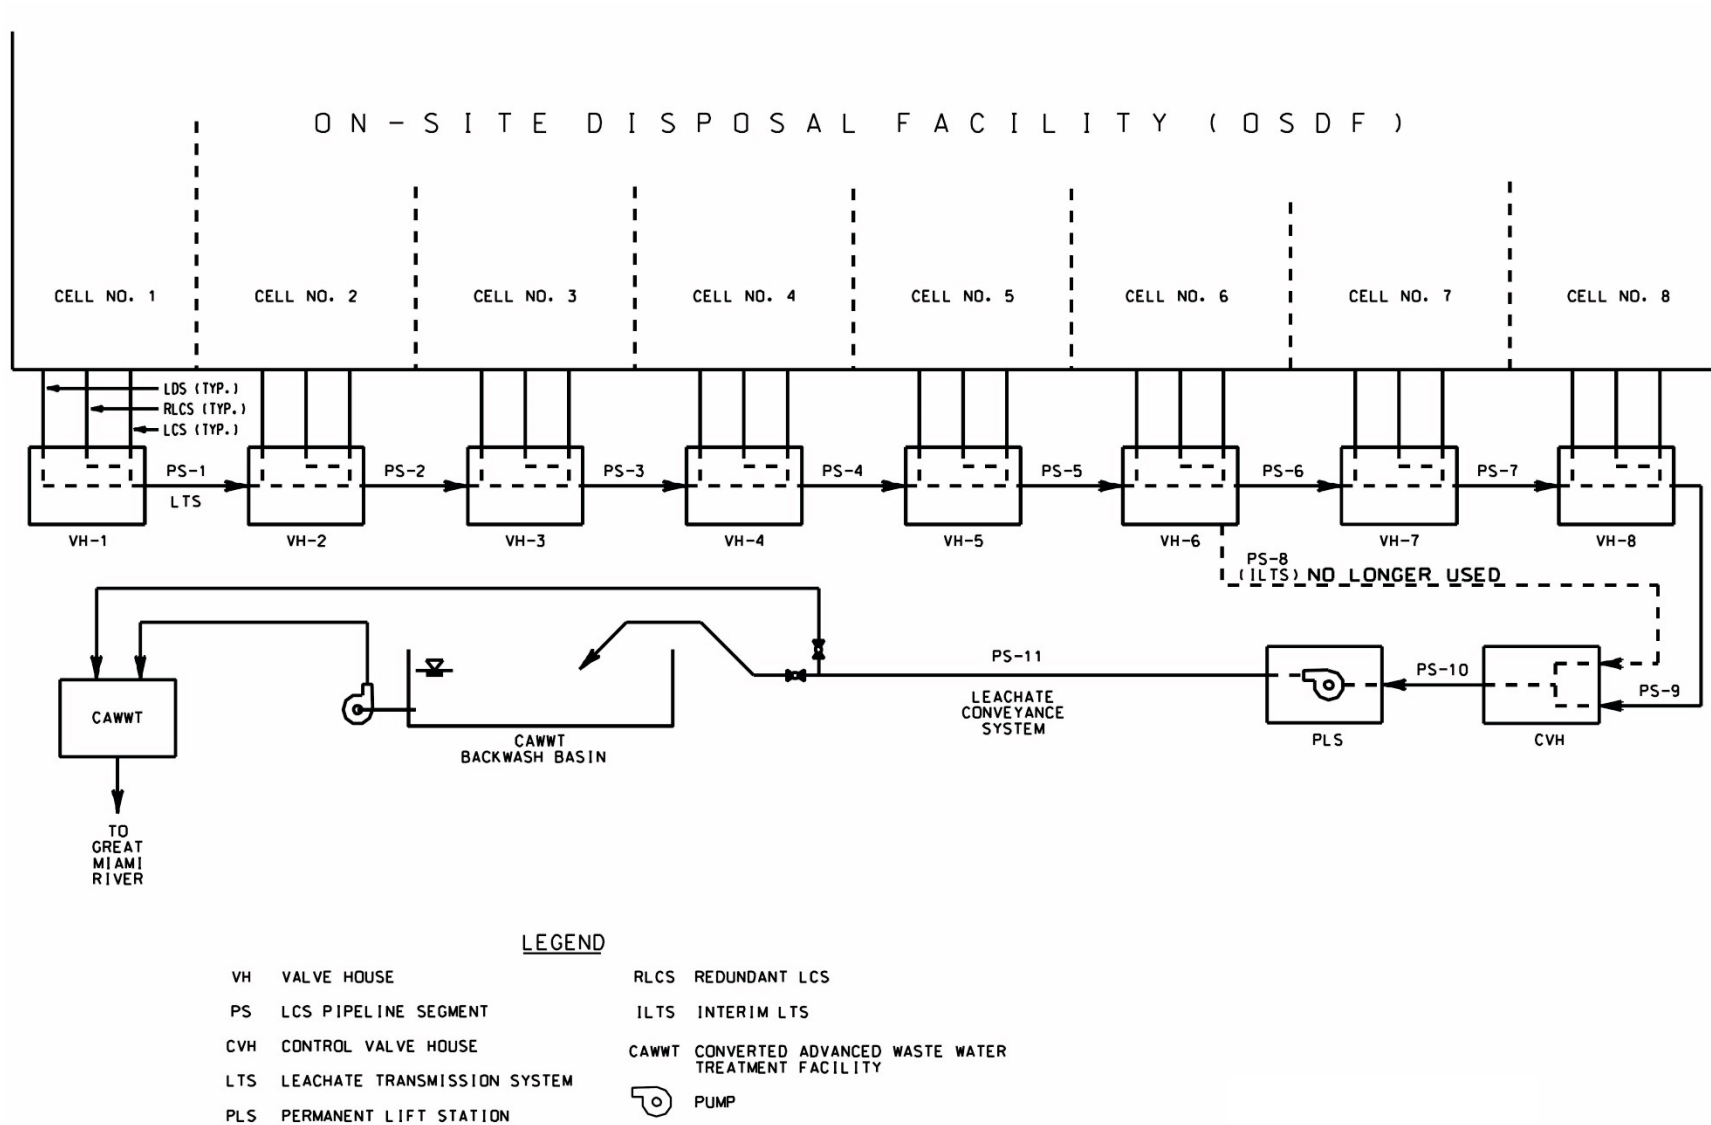 ON-SITE DISPOSAL FACILITY (OSDF)
CELL NO. 1
CELL NO. 2
CELL NO. 3
CELL NO. 4
CELL NO. 5
CELL NO. 6
CELL NO. 7
CELL NO. 8
LDS (TYP.)
RLCS (TYP.)
LCS (TYP.)
PS-1
LTS
PS-2
PS-3
PS-4
PS-5
PS-6
PS-7
VH-1
VH-2
VH-3
VH-4
VH-5
VH-6
VH-7
VH-8
PS-8
(ILTS) NO LONGER USED
PS-11
LEACHATE
CONVEYANCE
SYSTEM
PS-10
PS-9
PLS
CVH
CAWWT
CAWWT
BACKWASH BASIN
TO
GREAT
MIAMI
RIVER
LEGEND
VH VALVE HOUSE
PS LCS PIPELINE SEGMENT
CVH CONTROL VALVE HOUSE
LTS LEACHATE TRANSMISSION SYSTEM
PLS PERMANENT LIFT STATION
RLCS REDUNDANT LCS
ILTS INTERIM LTS
CAWWT CONVERTED ADVANCED WASTE WATER
TREATMENT FACILITY
PUMP